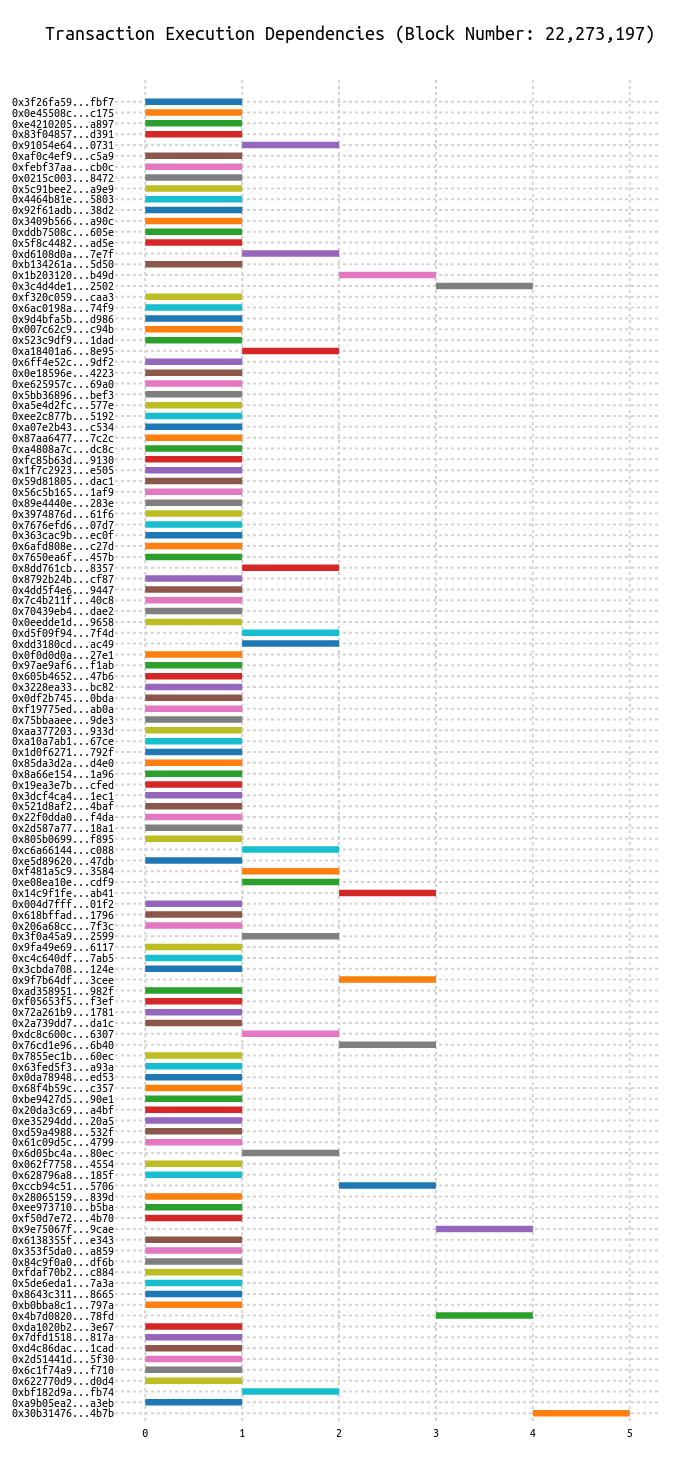 Transaction Execution Dependencies (Block Number: 22,273,197)
0x3f26fa59...fbf7
0x0e45508c...c175
0xe4210205...a897
0x83f04857...d391
0x91054e64...0731
0xaf0c4ef9...c5a9
0xfebf37aa...cb0c
0x0215c003...8472
0x5c91bee2...a9e9
0x4464b81e...5803
0x92f61adb...38d2
0x3409b566...a90c
0xddb7508c...605e
0x5f8c4482...ad5e
0xd6108d0a...7e7f
0xb134261a...5d50
0x1b203120...b49d
0x3c4d4de1...2502
0xf320c059...caa3
0x6ac0198a...74f9
0x9d4bfa5b...d986
0x007c62c9...c94b
0x523c9df9...1dad
0xa18401a6...8e95
0x6ff4e52c...9df2
0x0e18596e...4223
0xe625957c...69a0
0x5bb36896...bef3
0xa5e4d2fc...577e
0xee2c877b...5192
0xa07e2b43...c534
0x87aa6477...7c2c
0xa4808a7c...dc8c
0xfc85b63d...9130
0x1f7c2923...e505
0x59d81805...dac1
0x56c5b165...1af9
0x89e4440e...283e
0x3974876d...61f6
0x7676efd6...07d7
0x363cac9b...ec0f
0x6afd808e...c27d
0x7650ea6f...457b
0x8dd761cb...8357
0x8792b24b...cf87
0x4dd5f4e6...9447
0x7c4b211f...40c8
0x70439eb4...dae2
0x0eedde1d...9658
0xd5f09f94...7f4d
0xdd3180cd...ac49
0x0f0d0d0a...27e1
0x97ae9af6...f1ab
0x605b4652...47b6
0x3228ea33...bc82
0x0df2b745...0bda
0xf19775ed...ab0a
0x75bbaaee...9de3
0xaa377203...933d
0xa10a7ab1...67ce
0x1d0f6271...792f
0x85da3d2a...d4e0
0x8a66e154...1a96
0x19ea3e7b...cfed
0x3dcf4ca4...1ec1
0x521d8af2...4baf
0x22f0dda0...f4da
0x2d587a77...18a1
0x805b0699...f895
0xc6a66144...c088
0xe5d89620...47db
0xf481a5c9...3584
0xe08ea10e...cdf9
0x14c9f1fe...ab41
0x004d7fff...01f2
0x618bffad...1796
0x206a68cc...7f3c
0x3f0a45a9...2599
0x9fa49e69...6117
0xc4c640df...7ab5
0x3cbda708...124e
0x9f7b64df...3cee
0xad358951...982f
0xf05653f5...f3ef
0x72a261b9...1781
0x2a739dd7...da1c
0xdc8c600c...6307
0x76cd1e96...6b40
0x7855ec1b...60ec
0x63fed5f3...a93a
0x0da78948...ed53
0x68f4b59c...c357
0xbe9427d5...90e1
0x20da3c69...a4bf
0xe35294dd...20a5
0xd59a4988...532f
0x61c09d5c...4799
0x6d05bc4a...80ec
0x062f7758...4554
0x628796a8...185f
0xccb94c51...5706
0x28065159...839d
0xee973710...b5ba
0xf50d7e72...4b70
0x9e75067f...9cae
0x6138355f...e343
0x353f5da0...a859
0x84c9f0a0...df6b
0xfdaf70b2...c884
0x5de6eda1...7a3a
0x8643c311...8665
0xb0bba8c1...797a
0x4b7d0820...78fd
0xda1020b2...3e67
0x7dfd1518...817a
0xd4c86dac...1cad
0x2d51441d...5f30
0x6c1f74a9...f710
0x622770d9...d0d4
0xbf182d9a...fb74
0xa9b05ea2...a3eb
0x30b31476...4b7b
0 1 2 3 4 5